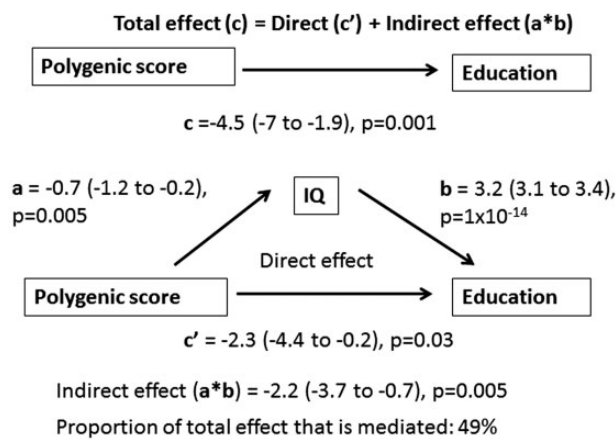 Total effect (c) = Direct (c’) + Indirect effect (a*b)
Polygenic score
Education
c =-4.5 (-7 to -1.9), p=0.001
a = -0.7 (-1.2 to -0.2),
p=0.005
IQ
b = 3.2 (3.1 to 3.4),
p=1x10⁻¹⁴
Direct effect
Polygenic score
Education
c’ = -2.3 (-4.4 to -0.2), p=0.03
Indirect effect (a*b) = -2.2 (-3.7 to -0.7), p=0.005
Proportion of total effect that is mediated: 49%